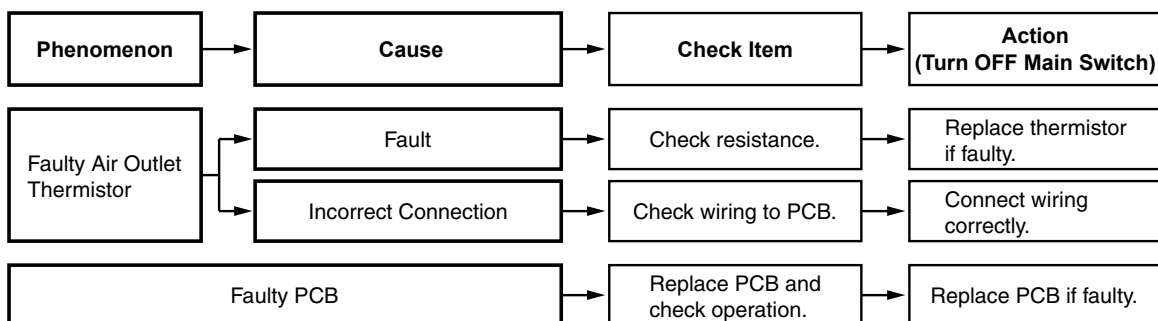 Phenomenon
Cause
Check Item
Action
(Turn OFF Main Switch)
Faulty Air Outlet
Thermistor
Fault
Check resistance.
Replace thermistor
if faulty.
Incorrect Connection
Check wiring to PCB.
Connect wiring
correctly.
Faulty PCB
Replace PCB and
check operation.
Replace PCB if faulty.